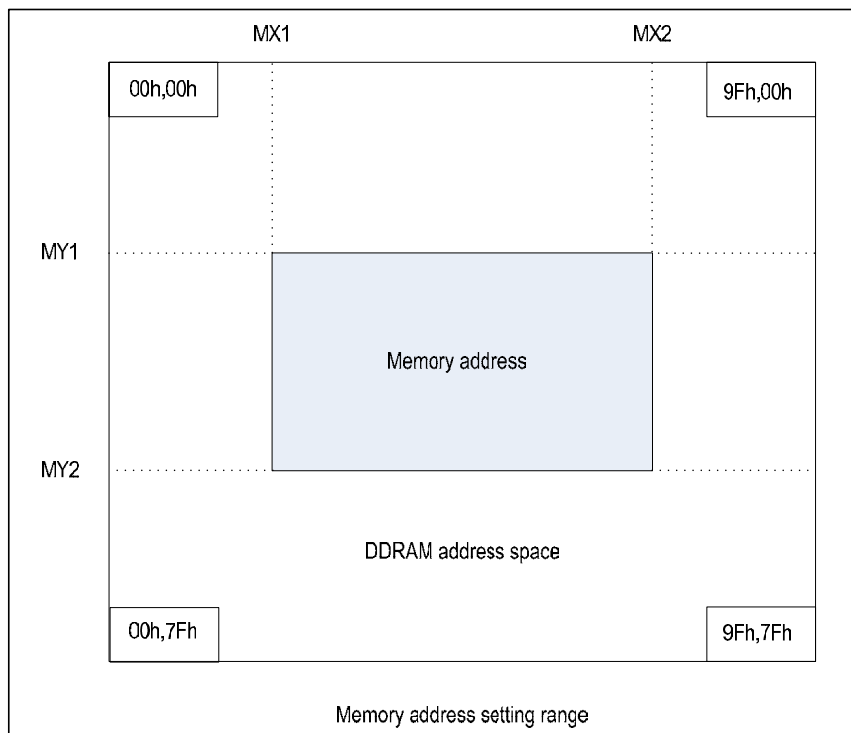 MX1 MX2
00h,00h 9Fh,00h
MY1
Memory address
MY2
DDRAM address space
00h,7Fh 9Fh,7Fh
Memory address setting range